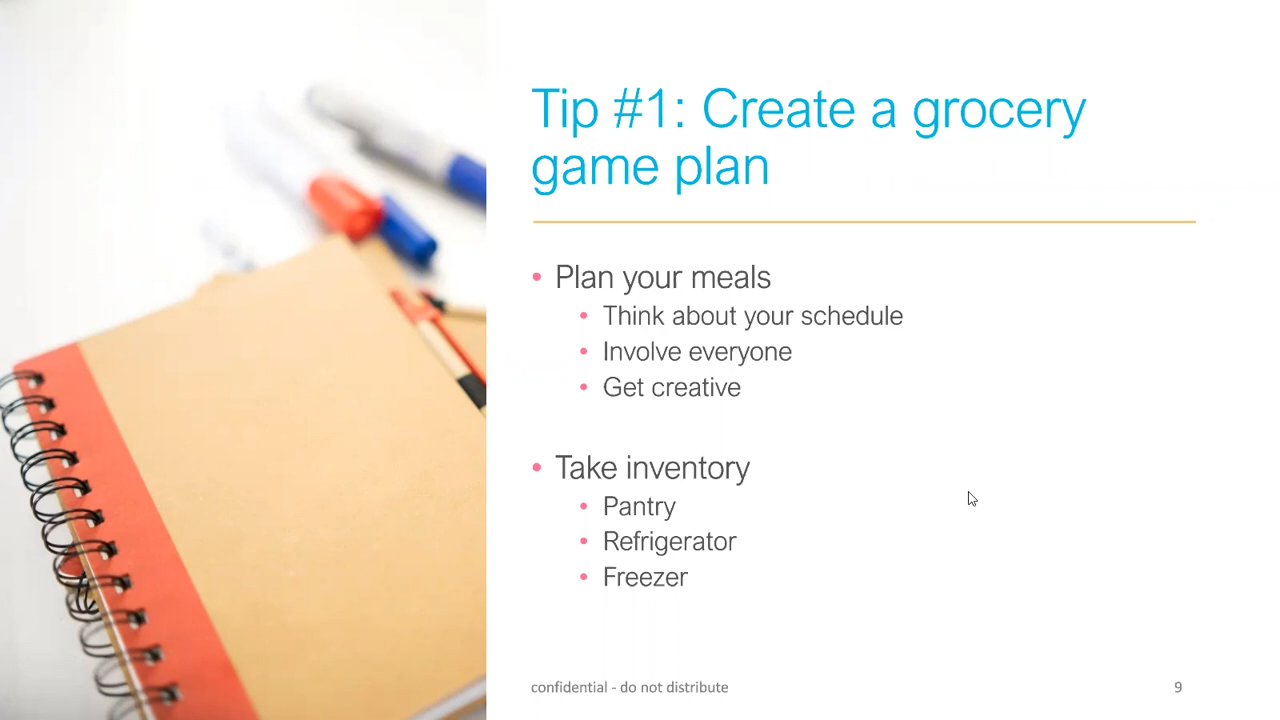 Tip #1: Create a grocery
game plan
• Plan your meals
• Think about your schedule
• Involve everyone
• Get creative
• Take inventory
• Pantry
• Refrigerator
• Freezer
confidential - do not distribute
9